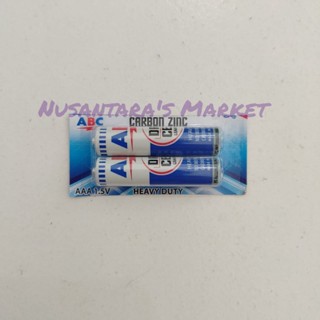 Nusantara's Market
ABC
CARBON ZINC
AAA 1.5V
HEAVY DUTY